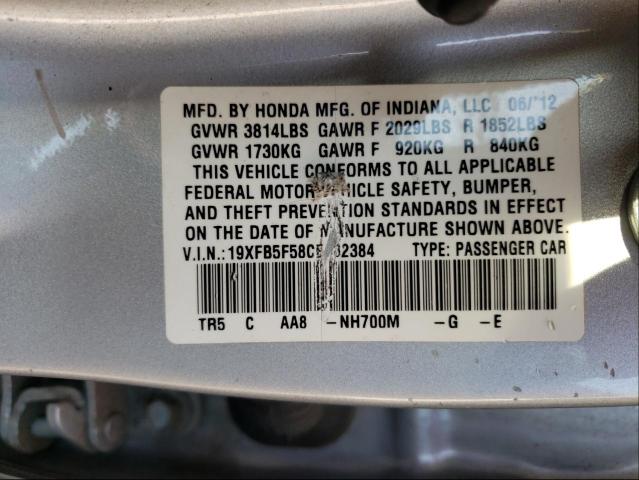 MFD. BY HONDA MFG. OF INDIANA, LLC 06/'12
GVWR 3814LBS GAWR F 2029LBS R 1852LBS
GVWR 1730KG GAWR F 920KG R 840KG
THIS VEHICLE CONFORMS TO ALL APPLICABLE
FEDERAL MOTOR VEHICLE SAFETY, BUMPER,
AND THEFT PREVENTION STANDARDS IN EFFECT
ON THE DATE OF MANUFACTURE SHOWN ABOVE.
V.I.N.: TYPE: PASSENGER CAR
TR5 C AA8 -NH700M -G -E